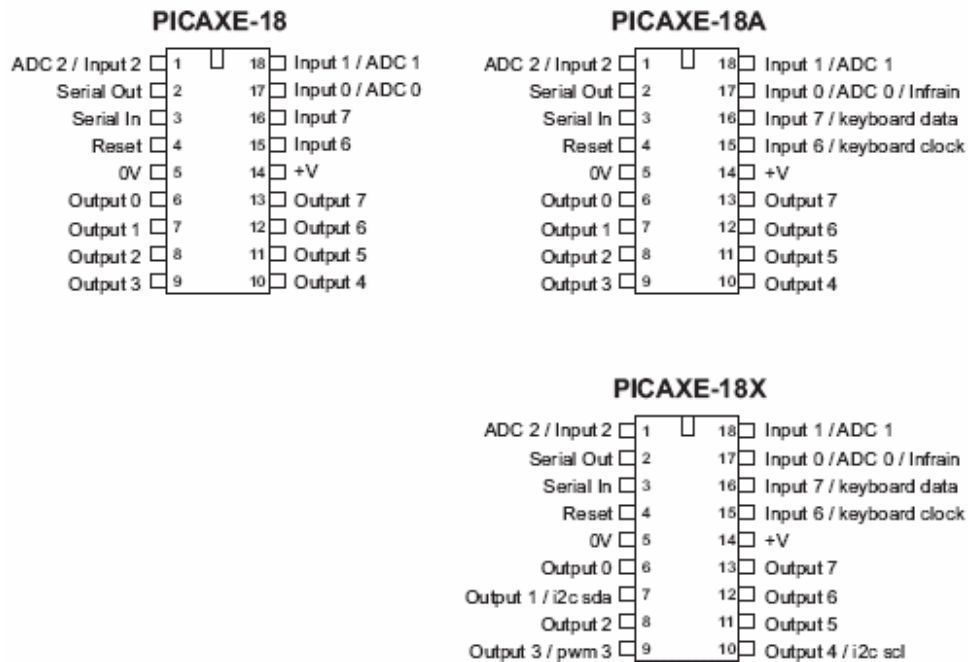 PICAXE-18
ADC 2 / Input 2 1 18 Input 1 / ADC 1
Serial Out 2 17 Input 0 / ADC 0
Serial In 3 16 Input 7
Reset 4 15 Input 6
0V 5 14 +V
Output 0 6 13 Output 7
Output 1 7 12 Output 6
Output 2 8 11 Output 5
Output 3 9 10 Output 4
PICAXE-18A
ADC 2 / Input 2 1 18 Input 1 / ADC 1
Serial Out 2 17 Input 0 / ADC 0 / Infrain
Serial In 3 16 Input 7 / keyboard data
Reset 4 15 Input 6 / keyboard clock
0V 5 14 +V
Output 0 6 13 Output 7
Output 1 7 12 Output 6
Output 2 8 11 Output 5
Output 3 9 10 Output 4
PICAXE-18X
ADC 2 / Input 2 1 18 Input 1 / ADC 1
Serial Out 2 17 Input 0 / ADC 0 / Infrain
Serial In 3 16 Input 7 / keyboard data
Reset 4 15 Input 6 / keyboard clock
0V 5 14 +V
Output 0 6 13 Output 7
Output 1 / i2c sda 7 12 Output 6
Output 2 8 11 Output 5
Output 3 / pwm 3 9 10 Output 4 / i2c scl